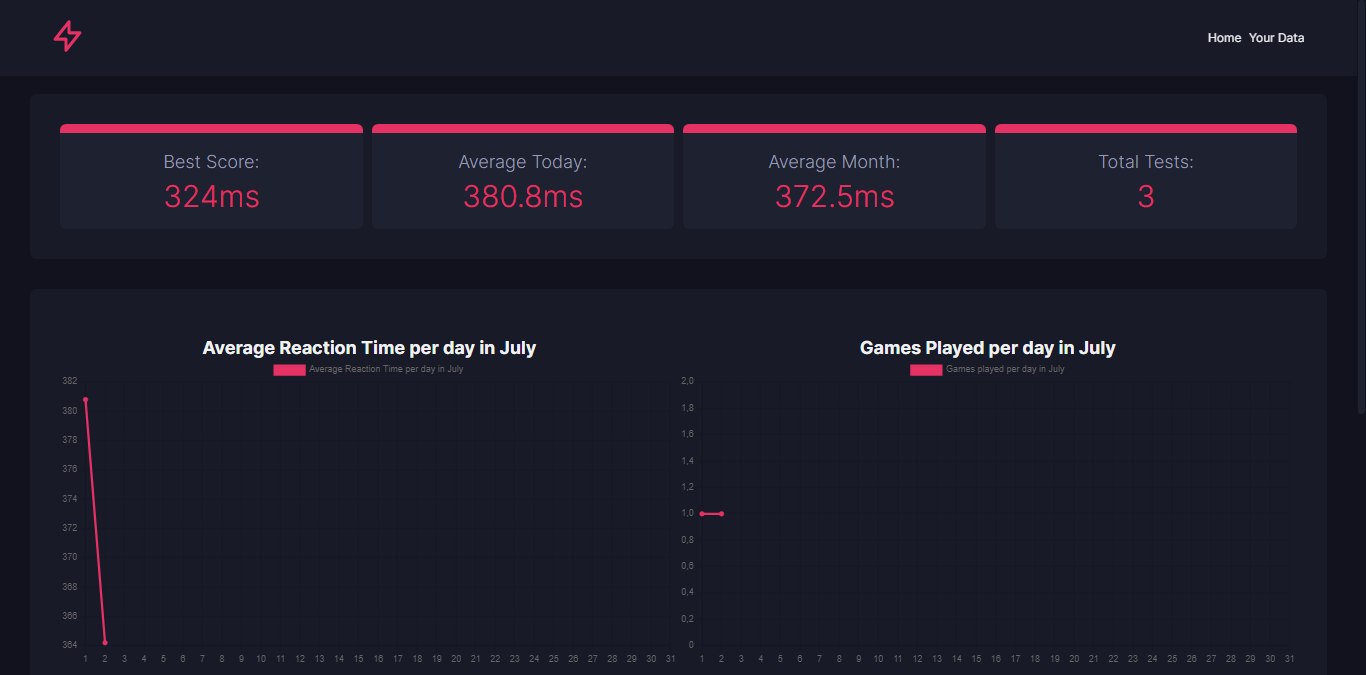 Home Your Data
Best Score:
324ms
Average Today:
380.8ms
Average Month:
372.5ms
Total Tests:
3
Average Reaction Time per day in July
Average Reaction Time per day in July
382
380
378
376
374
372
370
368
366
364
1 2 3 4 5 6 7 8 9 10 11 12 13 14 15 16 17 18 19 20 21 22 23 24 25 26 27 28 29 30 31
Games Played per day in July
Games played per day in July
2,0
1,8
1,6
1,4
1,2
1,0
0,8
0,6
0,4
0,2
0
1 2 3 4 5 6 7 8 9 10 11 12 13 14 15 16 17 18 19 20 21 22 23 24 25 26 27 28 29 30 31